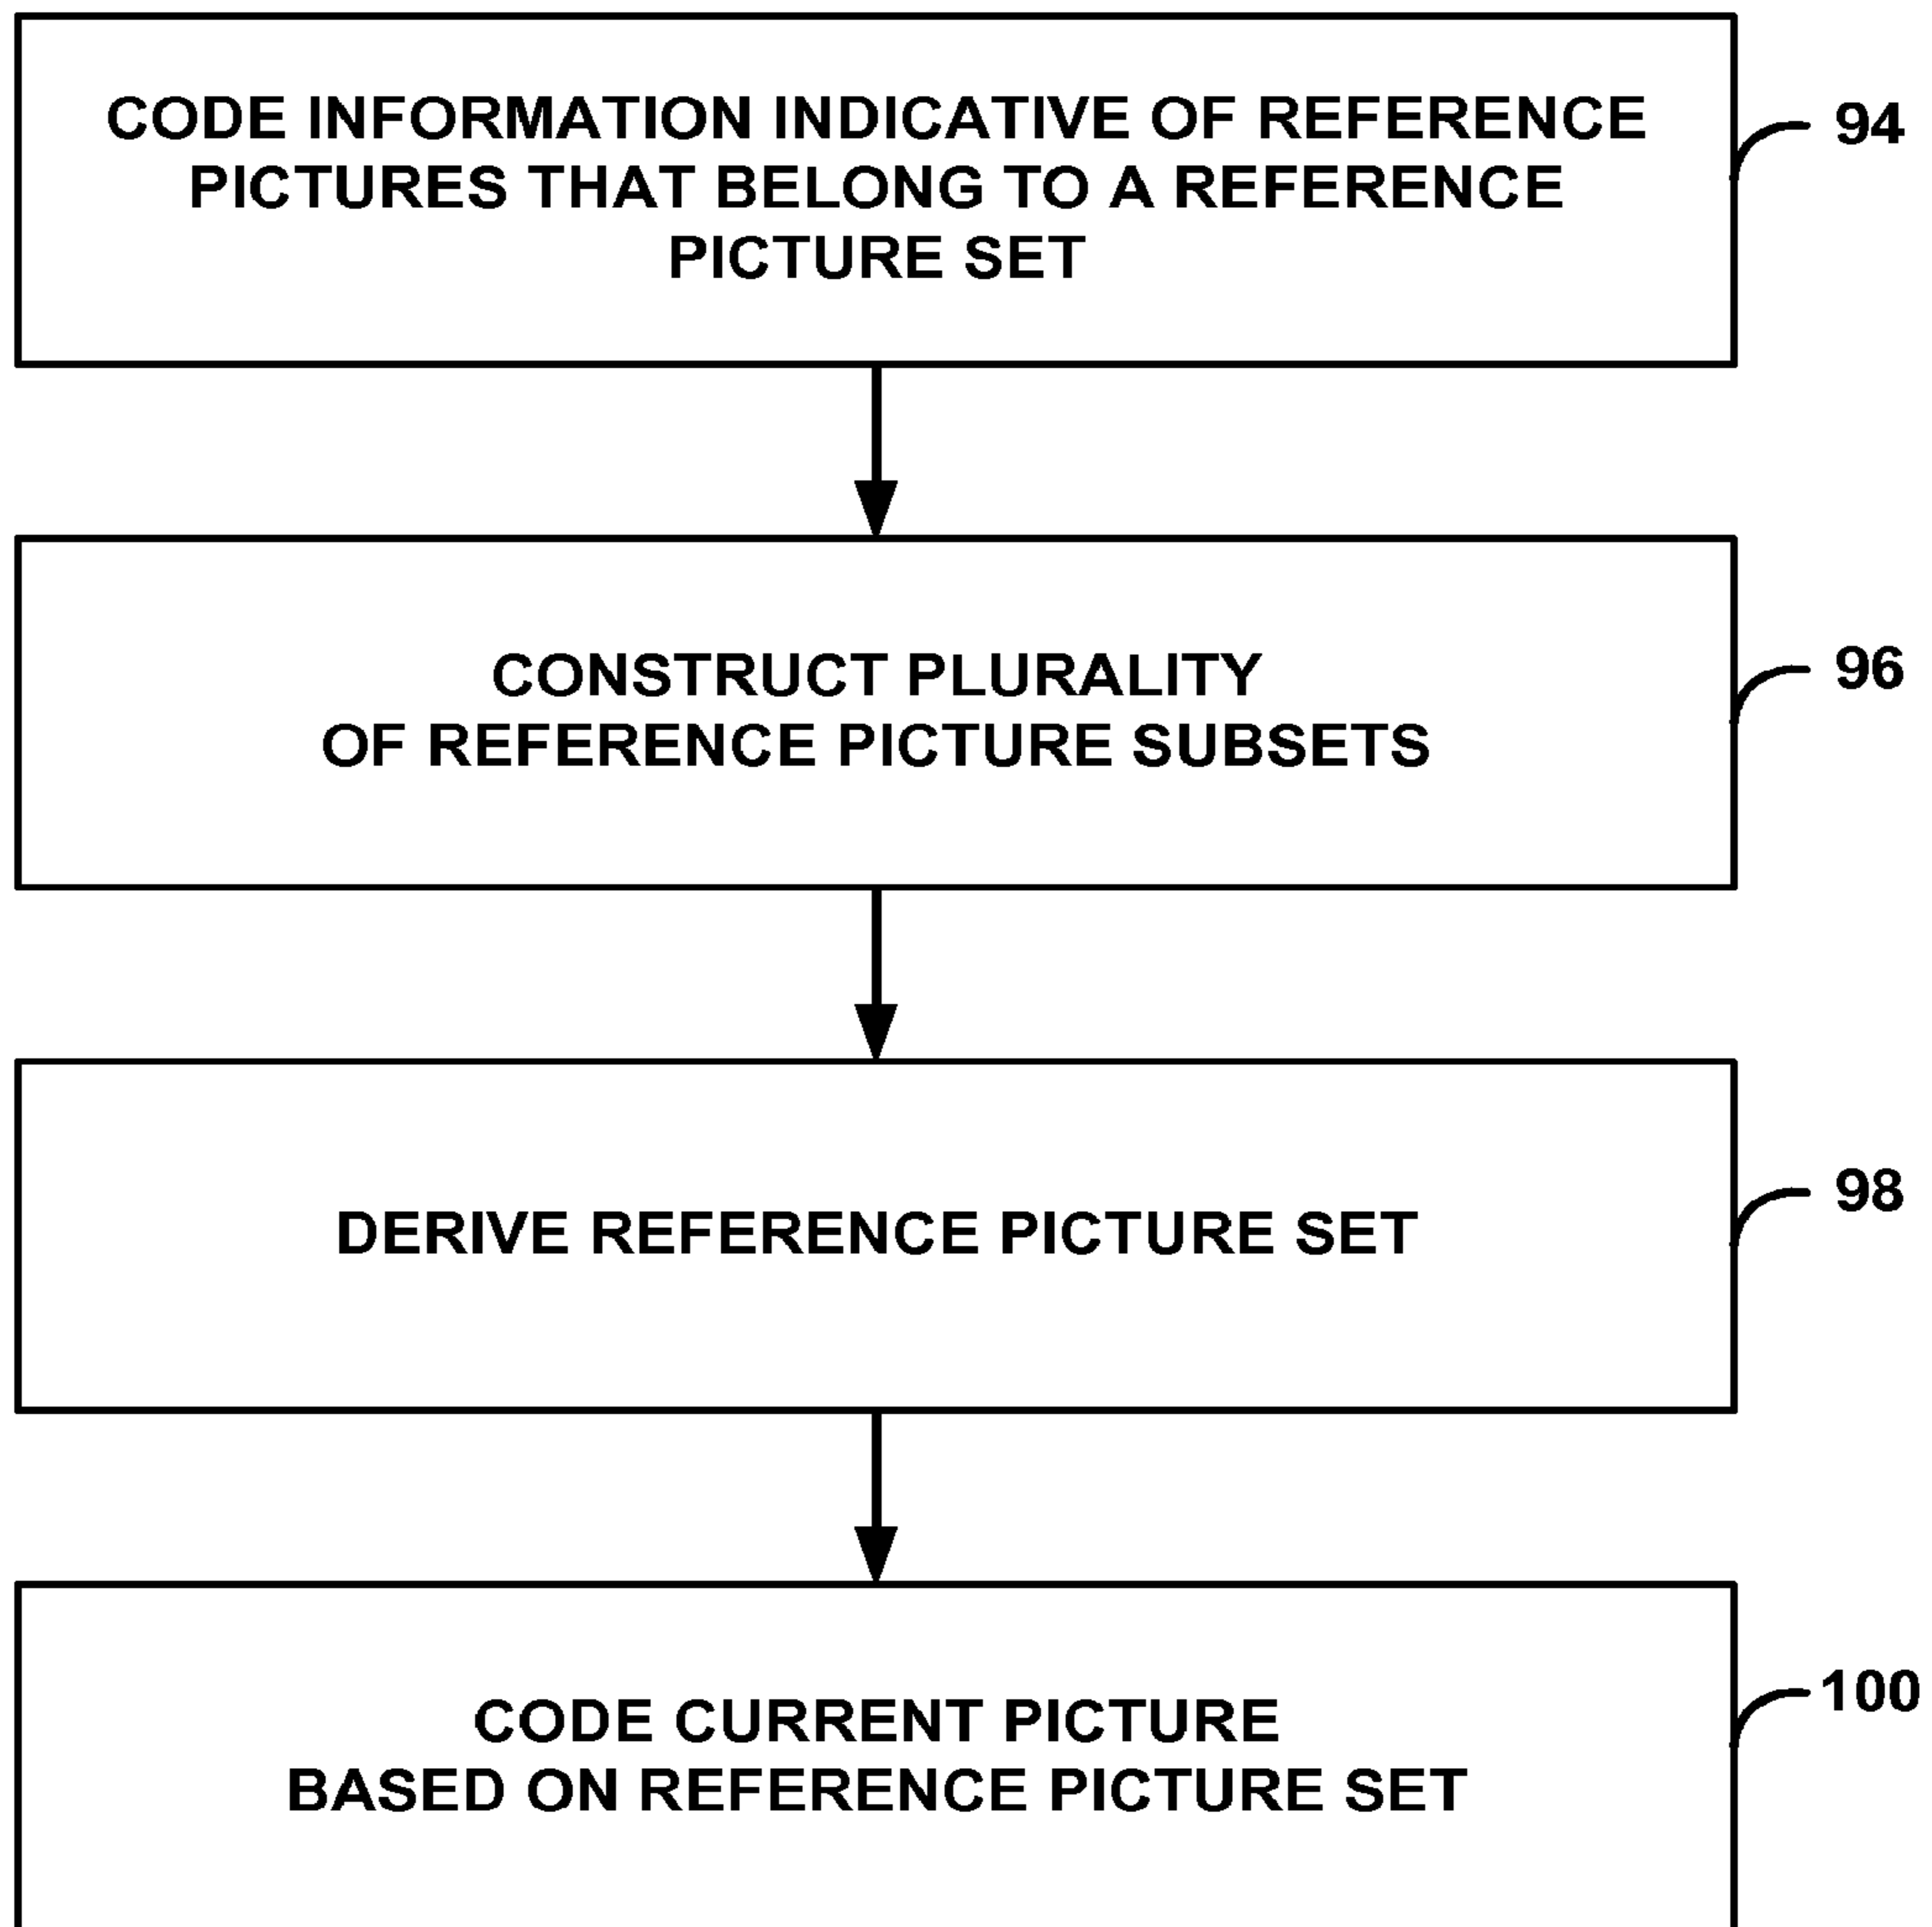 CODE INFORMATION INDICATIVE OF REFERENCE
PICTURES THAT BELONG TO A REFERENCE
PICTURE SET
94
CONSTRUCT PLURALITY
OF REFERENCE PICTURE SUBSETS
96
DERIVE REFERENCE PICTURE SET
98
CODE CURRENT PICTURE
BASED ON REFERENCE PICTURE SET
100